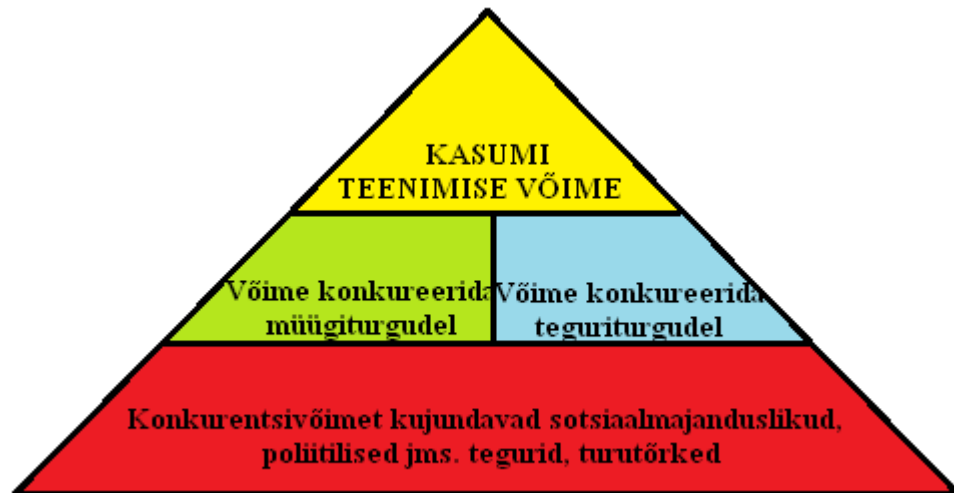 KASUMI
TEENIMISE VÕIME
Võime konkureerida
müügiturgudel
Võime konkureerida
teguriturgudel
Konkurentsivõimet kujundavad sotsiaalmajanduslikud,
poliitilised jms. tegurid, turutõrked